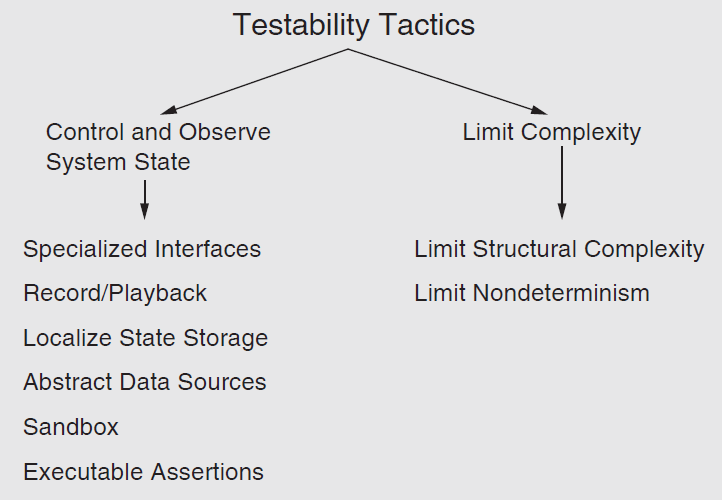 Testability Tactics
Control and Observe
System State
Limit Complexity
Specialized Interfaces
Record/Playback
Localize State Storage
Abstract Data Sources
Sandbox
Executable Assertions
Limit Structural Complexity
Limit Nondeterminism